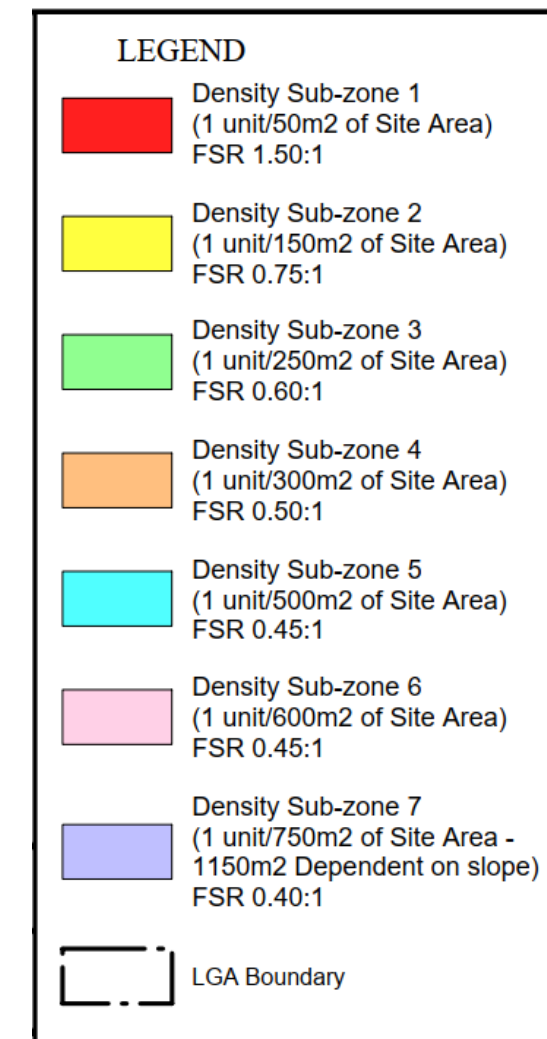 LEGEND
Density Sub-zone 1
(1 unit/50m2 of Site Area)
FSR 1.50:1
Density Sub-zone 2
(1 unit/150m2 of Site Area)
FSR 0.75:1
Density Sub-zone 3
(1 unit/250m2 of Site Area)
FSR 0.60:1
Density Sub-zone 4
(1 unit/300m2 of Site Area)
FSR 0.50:1
Density Sub-zone 5
(1 unit/500m2 of Site Area)
FSR 0.45:1
Density Sub-zone 6
(1 unit/600m2 of Site Area)
FSR 0.45:1
Density Sub-zone 7
(1 unit/750m2 of Site Area -
1150m2 Dependent on slope)
FSR 0.40:1
LGA Boundary